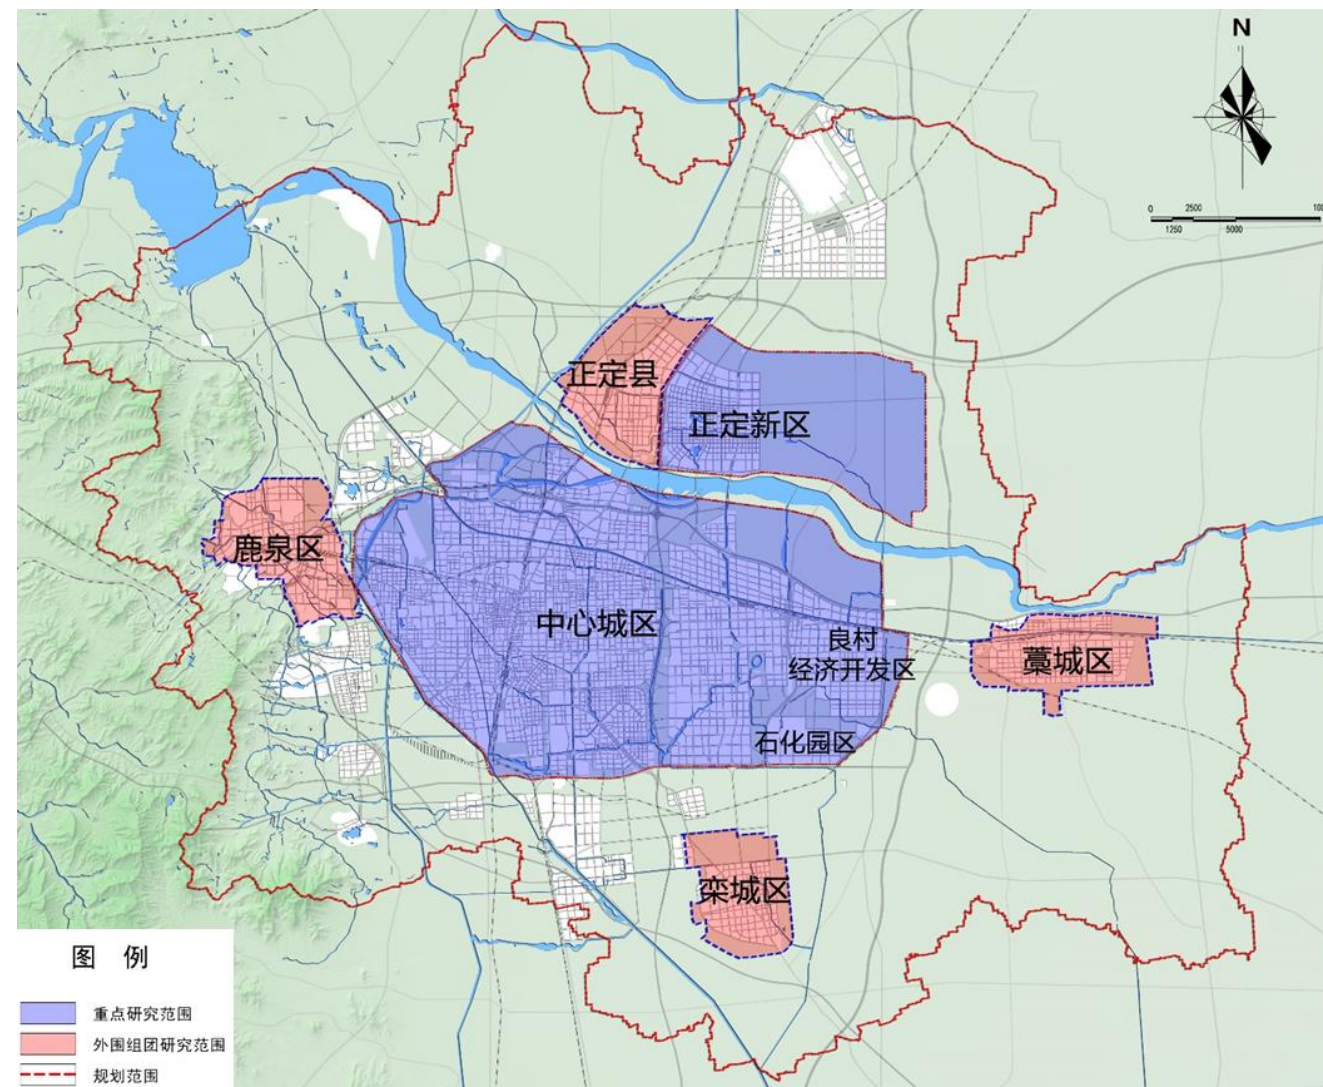 N
0 2500 100
1250 5000
正定县
正定新区
鹿泉区
中心城区
良村
经济开发区
藁城区
石化园区
栾城区
图 例
重点研究范围
外围组团研究范围
规划范围